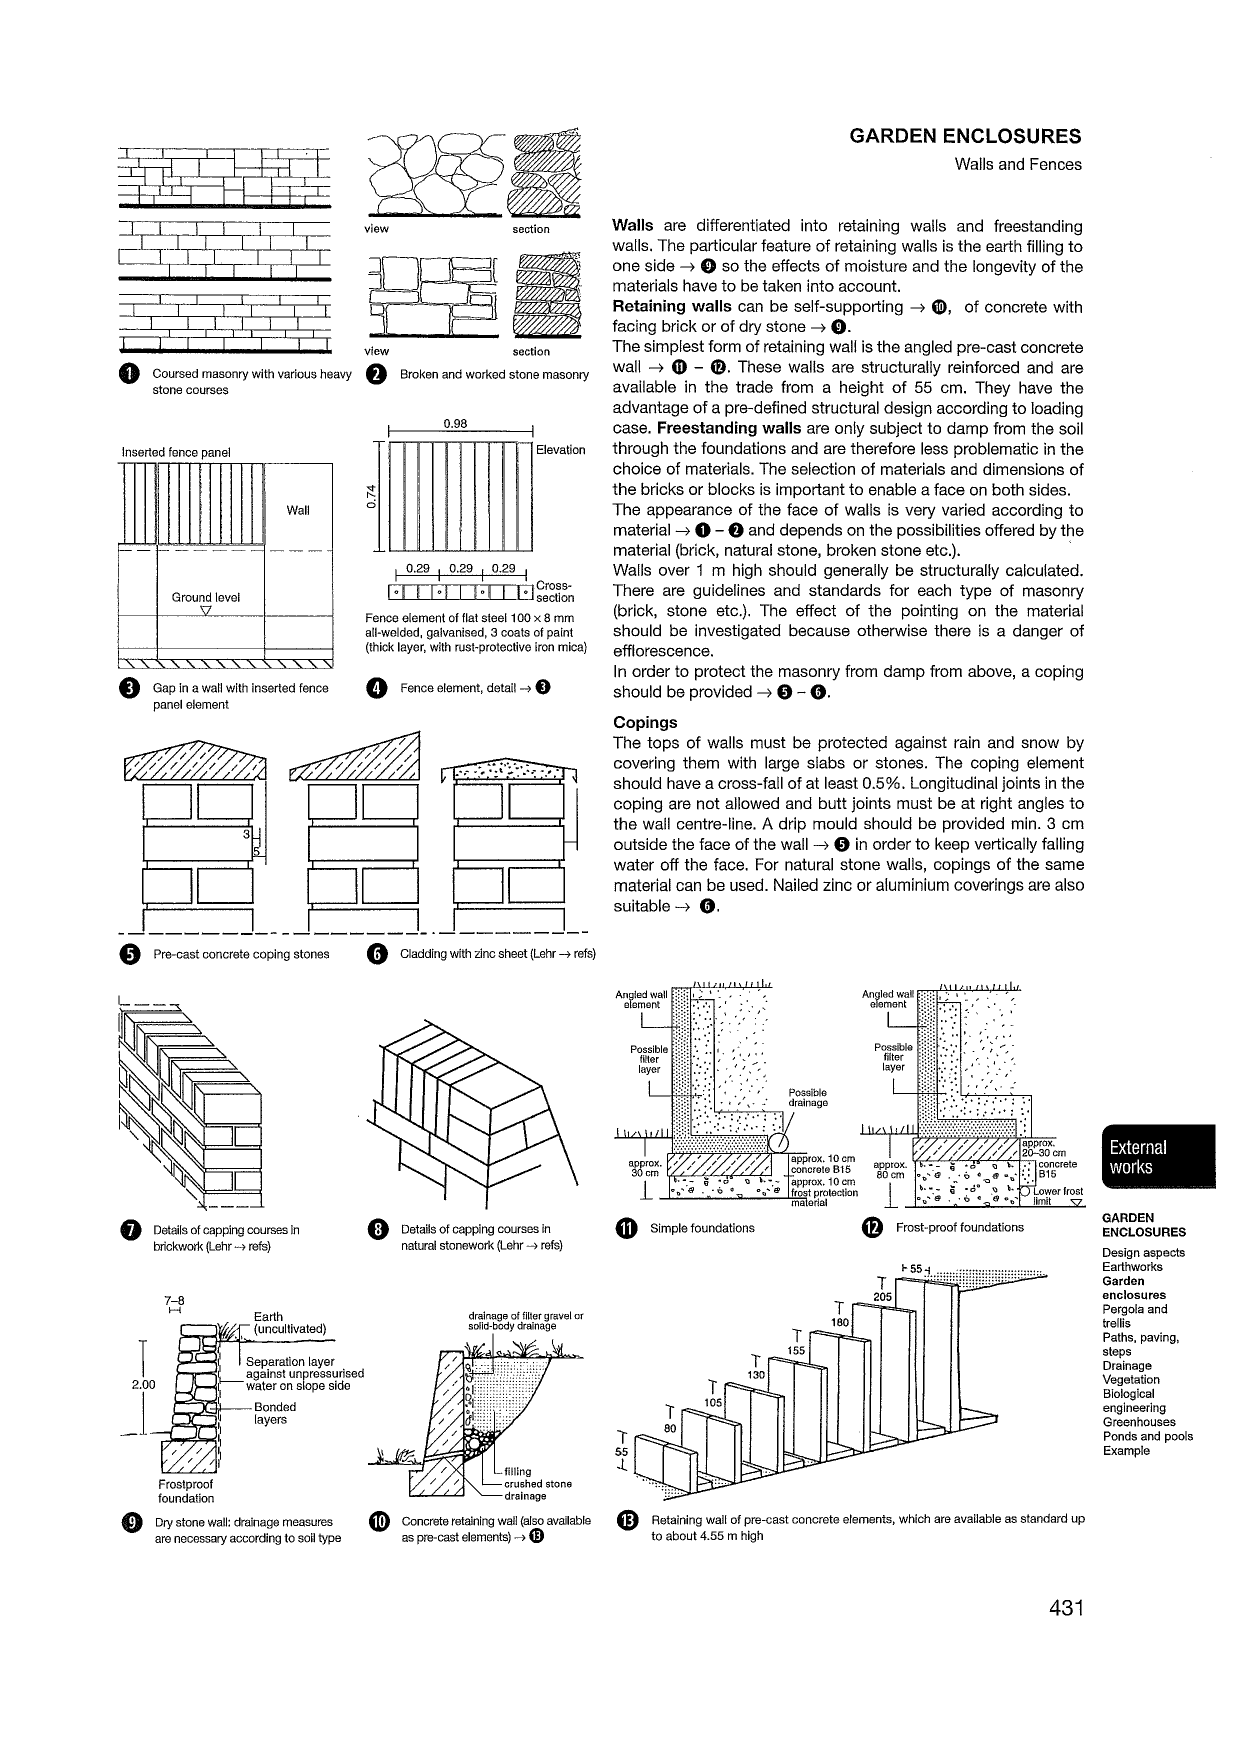 GARDEN ENCLOSURES
Walls and Fences
view
section
view
section
❶ Coursed masonry with various heavy
stone courses
❷ Broken and worked stone masonry
Inserted fence panel
Wall
Ground level
❸ Gap in a wall with inserted fence
panel element
0.98
Elevation
0.74
0.29 0.29 0.29
Cross-
section
Fence element of flat steel 100 × 8 mm
all-welded, galvanised, 3 coats of paint
(thick layer, with rust-protective iron mica)
❹ Fence element, detail → ❸
3
5
❺ Pre-cast concrete coping stones
❻ Cladding with zinc sheet (Lehr → refs)
❼ Details of capping courses in
brickwork (Lehr → refs)
❽ Details of capping courses in
natural stonework (Lehr → refs)
7–8
Earth
(uncultivated)
Separation layer
against unpressurised
water on slope side
2.00
Bonded
layers
Frostproof
foundation
❾ Dry stone wall: drainage measures
are necessary according to soil type
drainage of filter gravel or
solid-body drainage
filling
crushed stone
drainage
❿ Concrete retaining wall (also available
as pre-cast elements) → ⓭
Walls are differentiated into retaining walls and freestanding
walls. The particular feature of retaining walls is the earth filling to
one side → ❾ so the effects of moisture and the longevity of the
materials have to be taken into account.
Retaining walls can be self-supporting → ❿, of concrete with
facing brick or of dry stone → ❾.
The simplest form of retaining wall is the angled pre-cast concrete
wall → ⓫ – ⓬. These walls are structurally reinforced and are
available in the trade from a height of 55 cm. They have the
advantage of a pre-defined structural design according to loading
case. Freestanding walls are only subject to damp from the soil
through the foundations and are therefore less problematic in the
choice of materials. The selection of materials and dimensions of
the bricks or blocks is important to enable a face on both sides.
The appearance of the face of walls is very varied according to
material → ❶ – ❷ and depends on the possibilities offered by the
material (brick, natural stone, broken stone etc.).
Walls over 1 m high should generally be structurally calculated.
There are guidelines and standards for each type of masonry
(brick, stone etc.). The effect of the pointing on the material
should be investigated because otherwise there is a danger of
efflorescence.
In order to protect the masonry from damp from above, a coping
should be provided → ❺ – ❻.
Copings
The tops of walls must be protected against rain and snow by
covering them with large slabs or stones. The coping element
should have a cross-fall of at least 0.5%. Longitudinal joints in the
coping are not allowed and butt joints must be at right angles to
the wall centre-line. A drip mould should be provided min. 3 cm
outside the face of the wall → ❺ in order to keep vertically falling
water off the face. For natural stone walls, copings of the same
material can be used. Nailed zinc or aluminium coverings are also
suitable → ❻.
Angled wall
element
Possible
filter
layer
Possible
drainage
approx.
30 cm
approx. 10 cm
concrete B15
approx. 10 cm
frost protection
material
⓫ Simple foundations
Angled wall
element
Possible
filter
layer
approx.
80 cm
approx.
20–30 cm
concrete
B15
Lower frost
limit
⓬ Frost-proof foundations
55
205
180
155
130
105
80
55
⓭ Retaining wall of pre-cast concrete elements, which are available as standard up
to about 4.55 m high
External
works
GARDEN
ENCLOSURES
Design aspects
Earthworks
Garden
enclosures
Pergola and
trellis
Paths, paving,
steps
Drainage
Vegetation
Biological
engineering
Greenhouses
Ponds and pools
Example
431